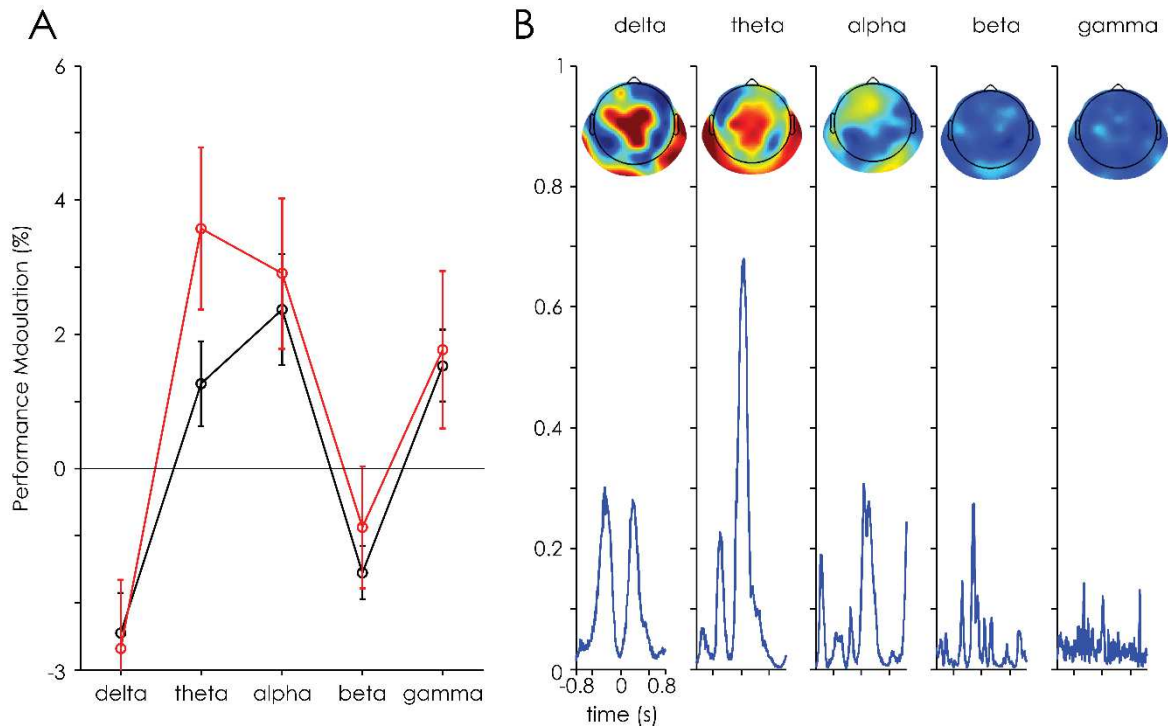 A
B
delta theta alpha beta gamma
Performance Mdoulation (%)
6
4
2
0
-3
delta theta alpha beta gamma
1
0.8
0.6
0.4
0.2
0
-0.8 0 0.8
time (s)